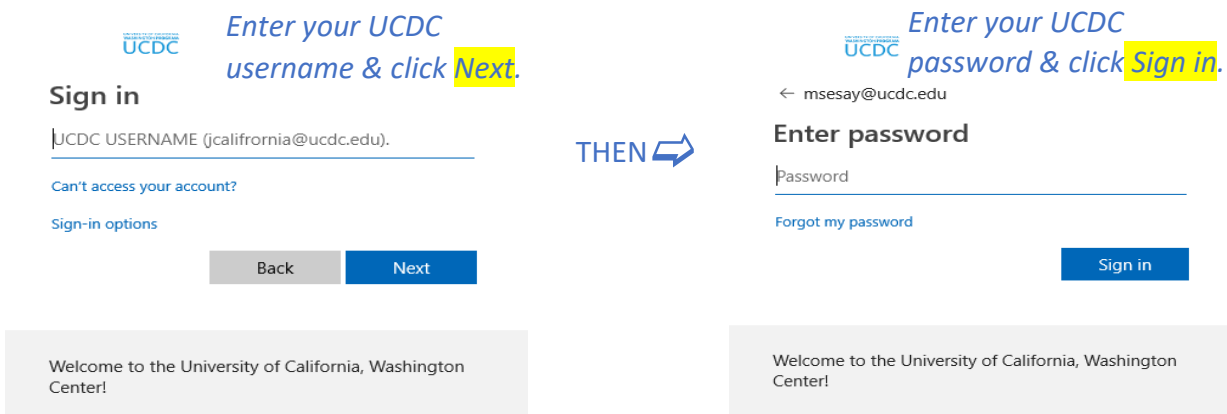 UCDC
Enter your UCDC
username & click Next.
Sign in
UCDC USERNAME (jcalifrornia@ucdc.edu).
Can't access your account?
Sign-in options
Back
Next
Welcome to the University of California, Washington
Center!
THEN
UCDC
Enter your UCDC
password & click Sign in.
← msesay@ucdc.edu
Enter password
Password
Forgot my password
Sign in
Welcome to the University of California, Washington
Center!